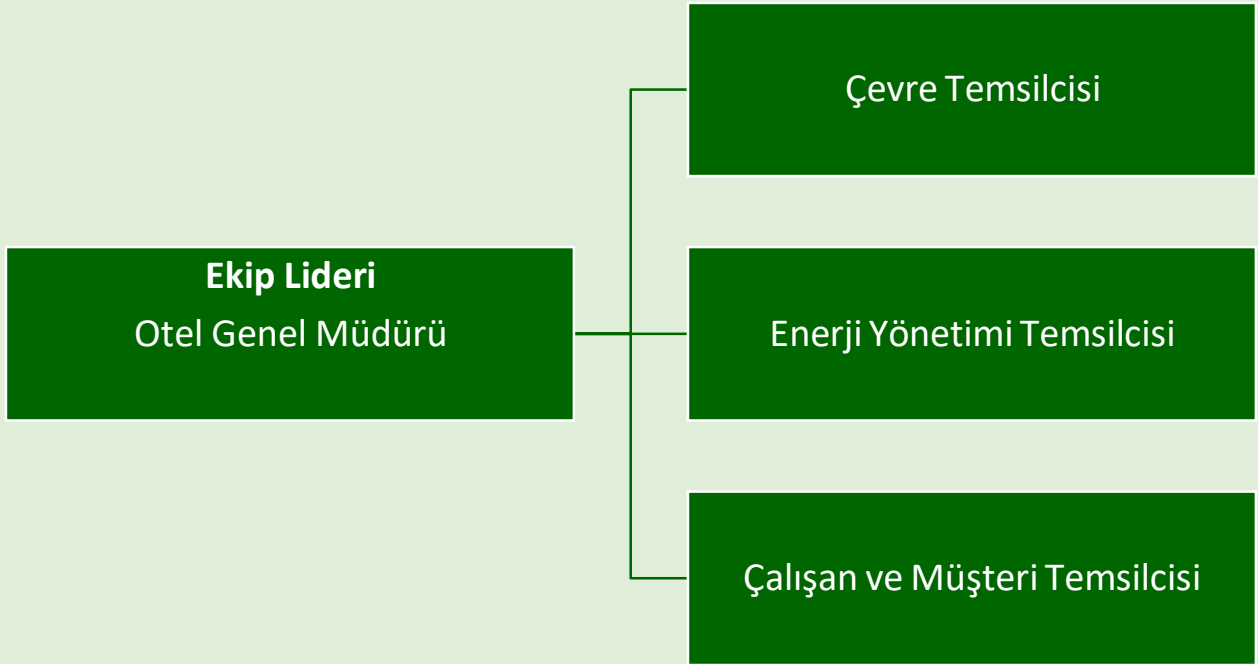 Çevre Temsilcisi
Ekip Lideri
Otel Genel Müdürü
Enerji Yönetimi Temsilcisi
Çalışan ve Müşteri Temsilcisi